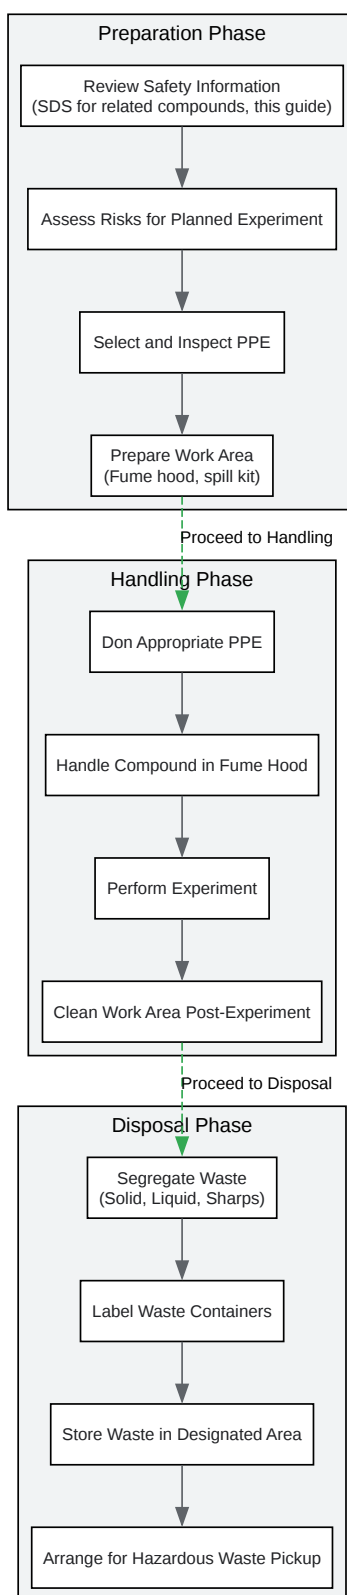 Preparation Phase
Review Safety Information
(SDS for related compounds, this guide)
Assess Risks for Planned Experiment
Select and Inspect PPE
Prepare Work Area
(Fume hood, spill kit)
Proceed to Handling
Handling Phase
Don Appropriate PPE
Handle Compound in Fume Hood
Perform Experiment
Clean Work Area Post-Experiment
Proceed to Disposal
Disposal Phase
Segregate Waste
(Solid, Liquid, Sharps)
Label Waste Containers
Store Waste in Designated Area
Arrange for Hazardous Waste Pickup